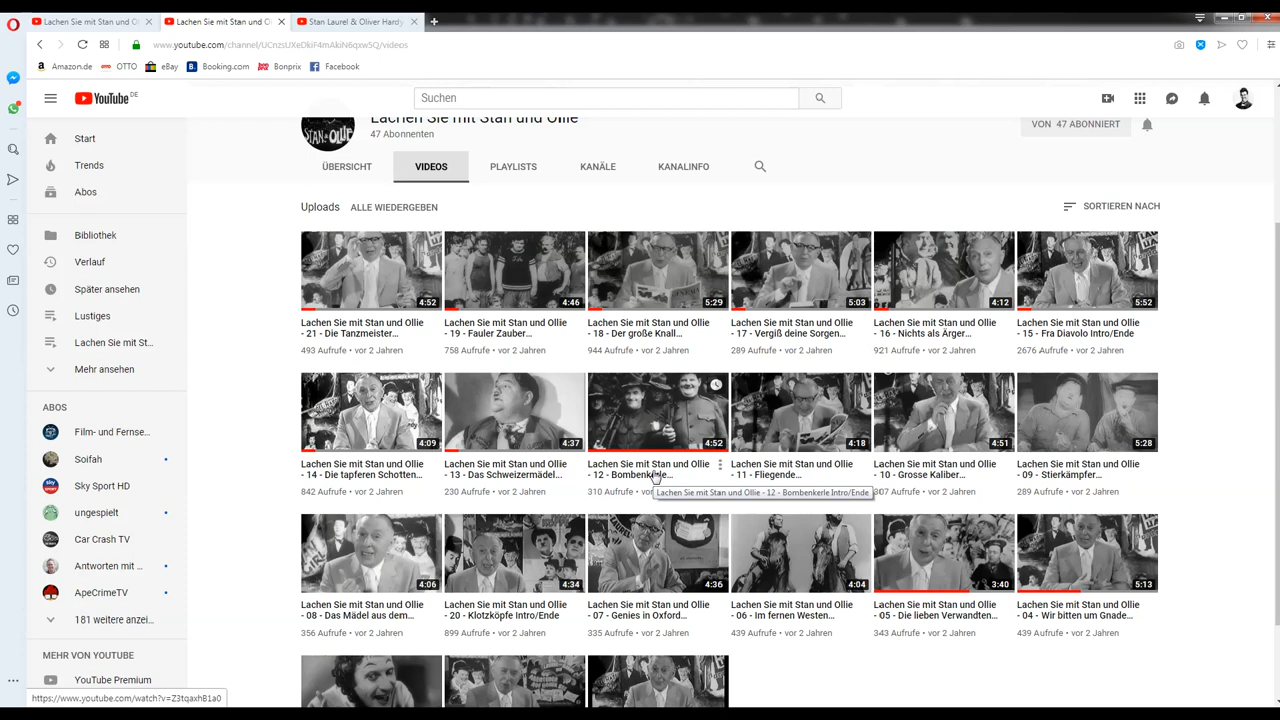 Lachen Sie mit Stan und O
Lachen Sie mit Stan und Ol
Stan Laurel & Oliver Hardy
www.youtube.com/channel/UCnzsUXeDkiF4mAkiN6qxw5Q/videos
Amazon.de
OTTO
eBay
Booking.com
Bonprix
Facebook
YouTube DE
Suchen
Lachen Sie mit Stan und Ollie
STAN & OLLIE
47 Abonnenten
VON 47 ABONNIERT
ÜBERSICHT
VIDEOS
PLAYLISTS
KANÄLE
KANALINFO
Start
Trends
Abos
Bibliothek
Verlauf
Später ansehen
Lustiges
Lachen Sie mit St...
Mehr ansehen
ABOS
Film- und Fernse...
Soifah
Sky Sport HD
ungespielt
Car Crash TV
Antworten mit ...
ApeCrimeTV
181 weitere anzei...
MEHR VON YOUTUBE
YouTube Premium
Uploads
ALLE WIEDERGEBEN
SORTIEREN NACH
4:52
4:46
5:29
5:03
4:12
5:52
Lachen Sie mit Stan und Ollie
- 21 - Die Tanzmeister...
493 Aufrufe • vor 2 Jahren
Lachen Sie mit Stan und Ollie
- 19 - Fauler Zauber...
758 Aufrufe • vor 2 Jahren
Lachen Sie mit Stan und Ollie
- 18 - Der große Knall...
944 Aufrufe • vor 2 Jahren
Lachen Sie mit Stan und Ollie
- 17 - Vergiß deine Sorgen...
289 Aufrufe • vor 2 Jahren
Lachen Sie mit Stan und Ollie
- 16 - Nichts als Ärger...
921 Aufrufe • vor 2 Jahren
Lachen Sie mit Stan und Ollie
- 15 - Fra Diavolo Intro/Ende
2676 Aufrufe • vor 2 Jahren
4:09
4:37
4:52
4:18
4:51
5:28
Lachen Sie mit Stan und Ollie
- 14 - Die tapferen Schotten...
842 Aufrufe • vor 2 Jahren
Lachen Sie mit Stan und Ollie
- 13 - Das Schweizermädel...
230 Aufrufe • vor 2 Jahren
Lachen Sie mit Stan und Ollie
- 12 - Bombenkerle...
310 Aufrufe • vo
Lachen Sie mit Stan und Ollie - 12 - Bombenkerle Intro/Ende
Lachen Sie mit Stan und Ollie
- 11 - Fliegende...
Lachen Sie mit Stan und Ollie
- 10 - Grosse Kaliber...
307 Aufrufe • vor 2 Jahren
Lachen Sie mit Stan und Ollie
- 09 - Stierkämpfer...
289 Aufrufe • vor 2 Jahren
4:06
4:34
4:36
4:04
3:40
5:13
Lachen Sie mit Stan und Ollie
- 08 - Das Mädel aus dem...
356 Aufrufe • vor 2 Jahren
Lachen Sie mit Stan und Ollie
- 20 - Klotzköpfe Intro/Ende
899 Aufrufe • vor 2 Jahren
Lachen Sie mit Stan und Ollie
- 07 - Genies in Oxford...
335 Aufrufe • vor 2 Jahren
Lachen Sie mit Stan und Ollie
- 06 - Im fernen Westen...
439 Aufrufe • vor 2 Jahren
Lachen Sie mit Stan und Ollie
- 05 - Die lieben Verwandten...
343 Aufrufe • vor 2 Jahren
Lachen Sie mit Stan und Ollie
- 04 - Wir bitten um Gnade...
439 Aufrufe • vor 2 Jahren
https://www.youtube.com/watch?v=Z3tqaxhB1a0